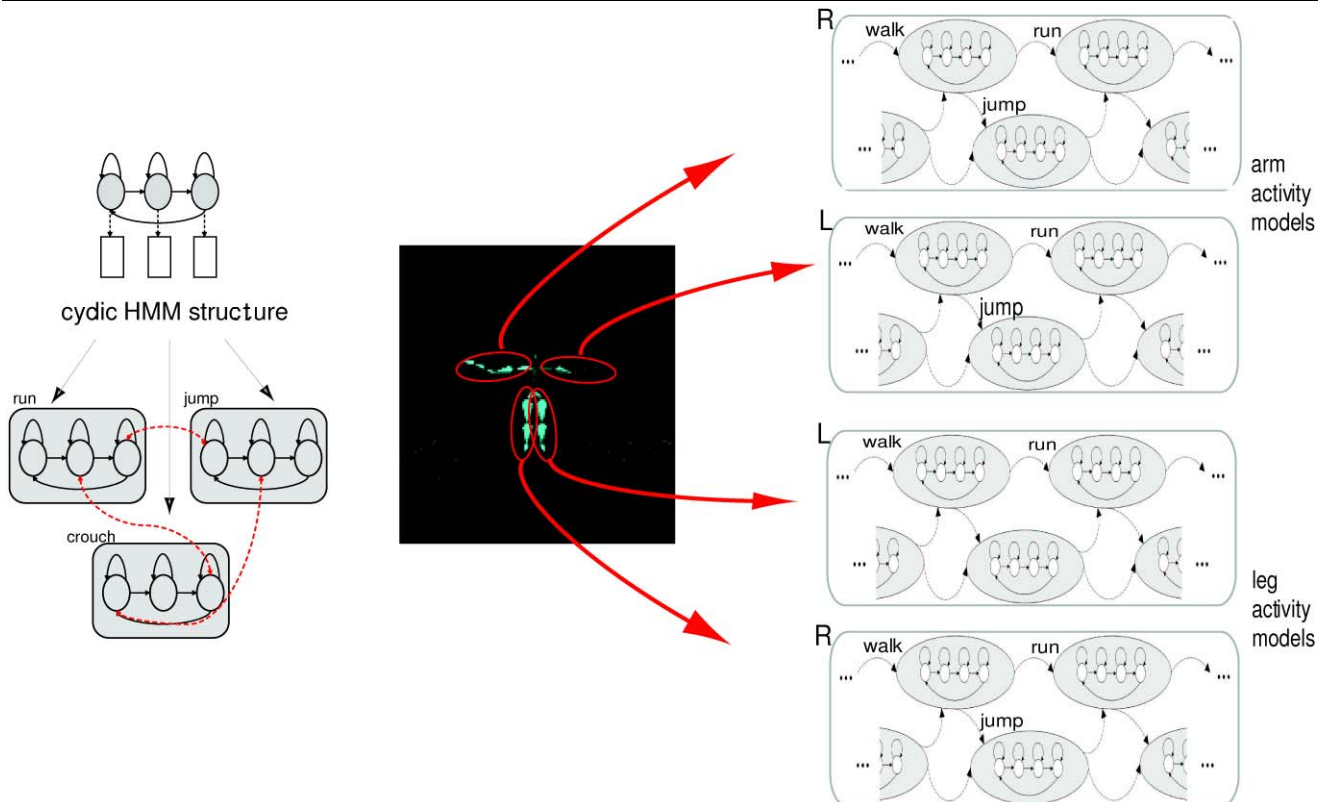 cydic HMM structure
run
jump
crouch
R
walk
run
...
...
jump
...
...
arm
activity
models
L
walk
run
...
...
jump
...
...
L
walk
run
...
...
...
...
leg
activity
models
R
walk
run
...
...
jump
...
...